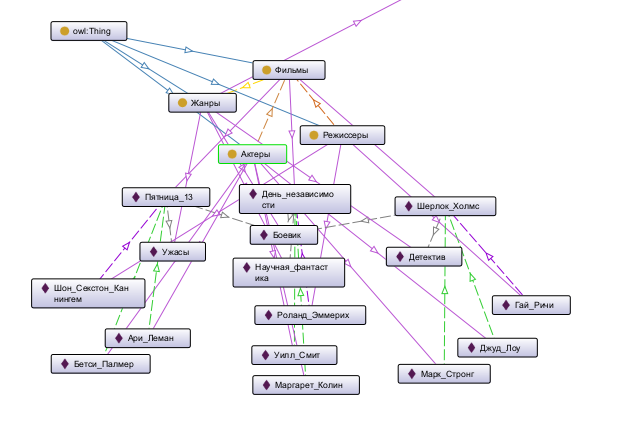 owl:Thing
Фильмы
Жанры
Режиссеры
Актеры
Пятница_13
День_независимо
сти
Шерлок_Холмс
Боевик
Ужасы
Детектив
Научная_фантаст
ика
Шон_Секстон_Кан
нингем
Гай_Ричи
Роланд_Эммерих
Ари_Леман
Джуд_Лоу
Уилл_Смит
Бетси_Палмер
Марк_Стронг
Маргарет_Колин